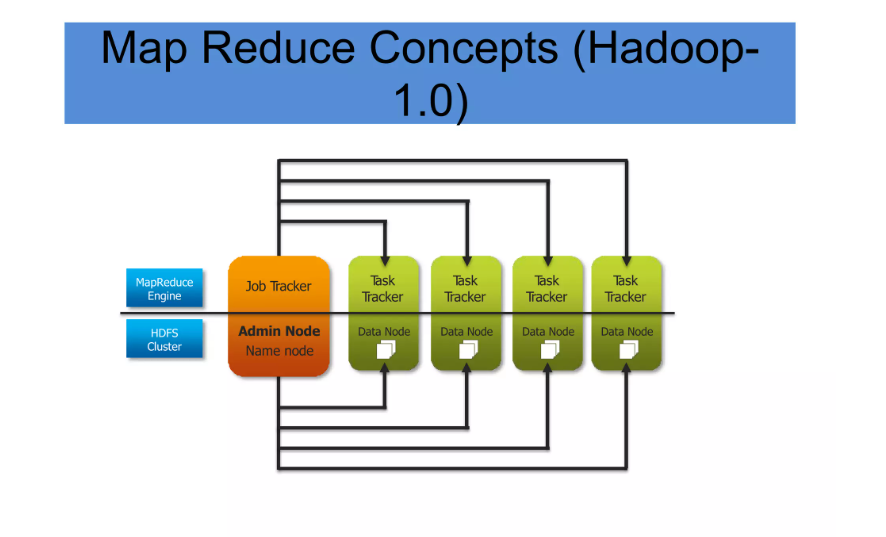 Map Reduce Concepts (Hadoop-
1.0)
MapReduce
Engine
Job Tracker
Task
Tracker
Task
Tracker
Task
Tracker
Task
Tracker
HDFS
Cluster
Admin Node
Name node
Data Node
Data Node
Data Node
Data Node